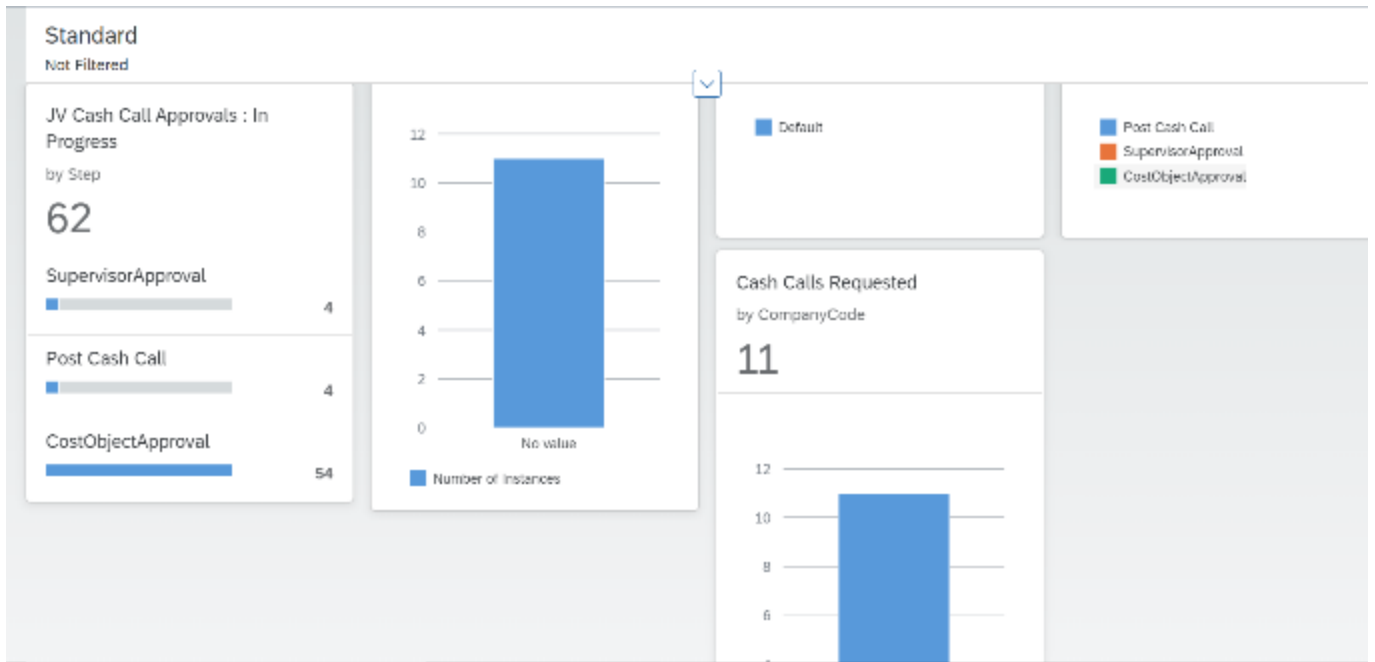 Standard
Not Filtered
JV Cash Call Approvals : In
Progress
by Step
62
SupervisorApproval
4
Post Cash Call
4
CostObjectApproval
54
12
10
8
6
4
2
0
No value
Number of Instances
Default
Cash Calls Requested
by CompanyCode
11
12
10
8
6
Post Cash Call
SupervisorApproval
CostObjectApproval